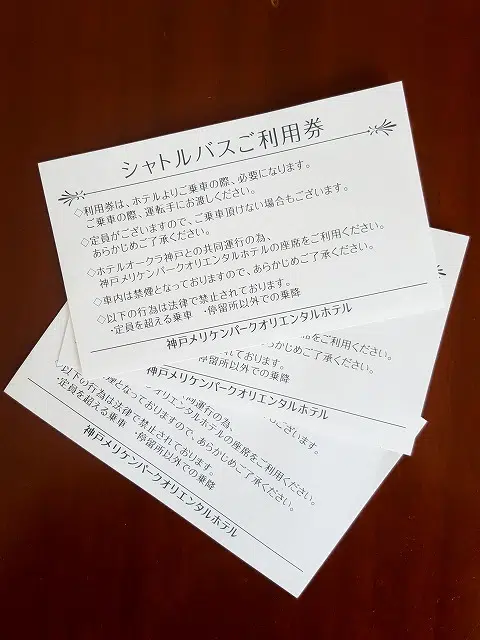 シャトルバスご利用券
◇利用券は、ホテルよりご乗車の際、必要になります。
ご乗車の際、運転手にお渡しください。
◇定員がございますので、ご乗車頂けない場合もございます。
あらかじめご了承ください。
◇ホテルオークラ神戸との共同運行の為、
神戸メリケンパークオリエンタルホテルの座席をご利用ください。
◇車内は禁煙となっておりますので、あらかじめご了承ください。
◇以下の行為は法律で禁止されております。
・定員を超える乗車 ・停留所以外での乗降
神戸メリケンパークオリエンタルホテル
席をご利用ください。
めご了承ください。
れております。
停留所以外での乗降
神戸メリケンパークオリエンタルホテル
ございます。
運行の為、
オリエンタルホテルの座席をご利用ください。
煙となっておりますので、あらかじめご了承ください。
◇以下の行為は法律で禁止されております。
・定員を超える乗車 ・停留所以外での乗降
神戸メリケンパークオリエンタルホテル